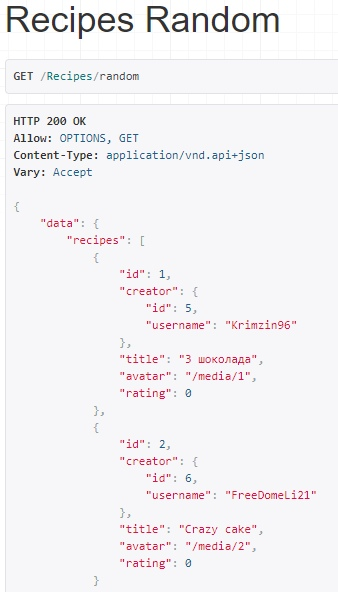 Recipes Random
GET /Recipes/random
HTTP 200 OK
Allow: OPTIONS, GET
Content-Type: application/vnd.api+json
Vary: Accept
{
"data": {
"recipes": [
{
"id": 1,
"creator": {
"id": 5,
"username": "Krimzin96"
},
"title": "3 шоколада",
"avatar": "/media/1",
"rating": 0
},
{
"id": 2,
"creator": {
"id": 6,
"username": "FreeDomeLi21"
},
"title": "Crazy cake",
"avatar": "/media/2",
"rating": 0
}